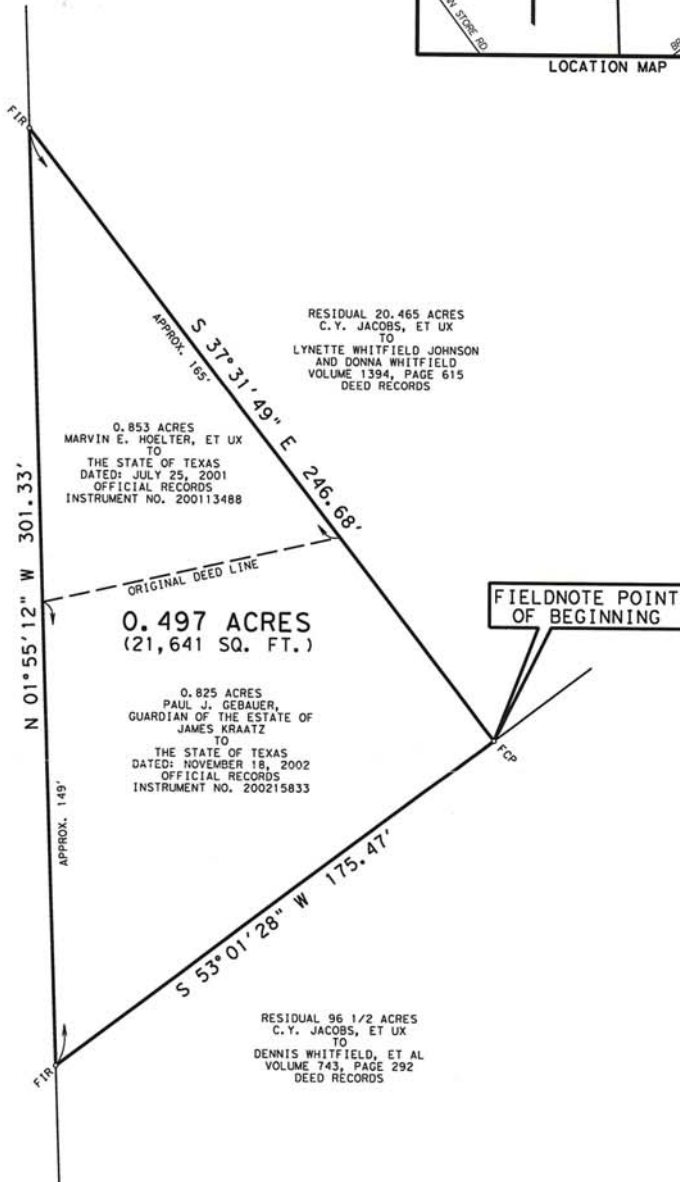 STORE RD
LOCATION MAP
FIR
S 37°31'49" E 246.68'
APPROX. 165'
RESIDUAL 20.465 ACRES
C.Y. JACOBS, ET UX
TO
LYNETTE WHITFIELD JOHNSON
AND DONNA WHITFIELD
VOLUME 1394, PAGE 615
DEED RECORDS
0.853 ACRES
MARVIN E. HOELTER, ET UX
TO
THE STATE OF TEXAS
DATED: JULY 25, 2001
OFFICIAL RECORDS
INSTRUMENT NO. 200113488
N 01°55'12" W 301.33'
ORIGINAL DEED LINE
0.497 ACRES
(21,641 SQ. FT.)
FIELDNOTE POINT
OF BEGINNING
0.825 ACRES
PAUL J. GEBAUER,
GUARDIAN OF THE ESTATE OF
JAMES KRAATZ
TO
THE STATE OF TEXAS
DATED: NOVEMBER 18, 2002
OFFICIAL RECORDS
INSTRUMENT NO. 200215833
FCP
APPROX. 149'
S 53°01'28" W 175.47'
RESIDUAL 96 1/2 ACRES
C.Y. JACOBS, ET UX
TO
DENNIS WHITFIELD, ET AL
VOLUME 743, PAGE 292
DEED RECORDS
FIR